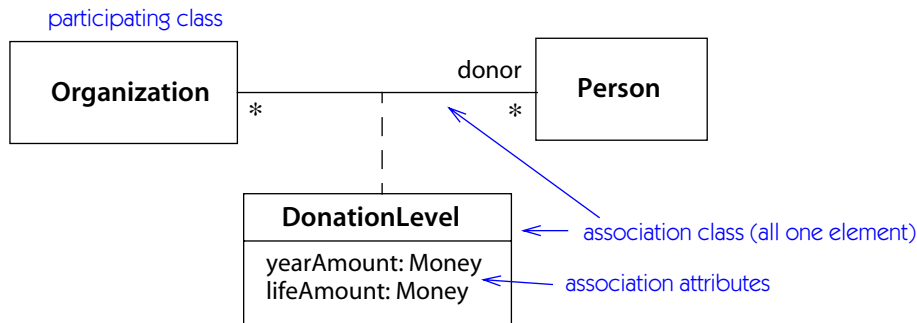 participating class
Organization
donor
Person
*
*
DonationLevel
association class (all one element)
yearAmount: Money
lifeAmount: Money
association attributes